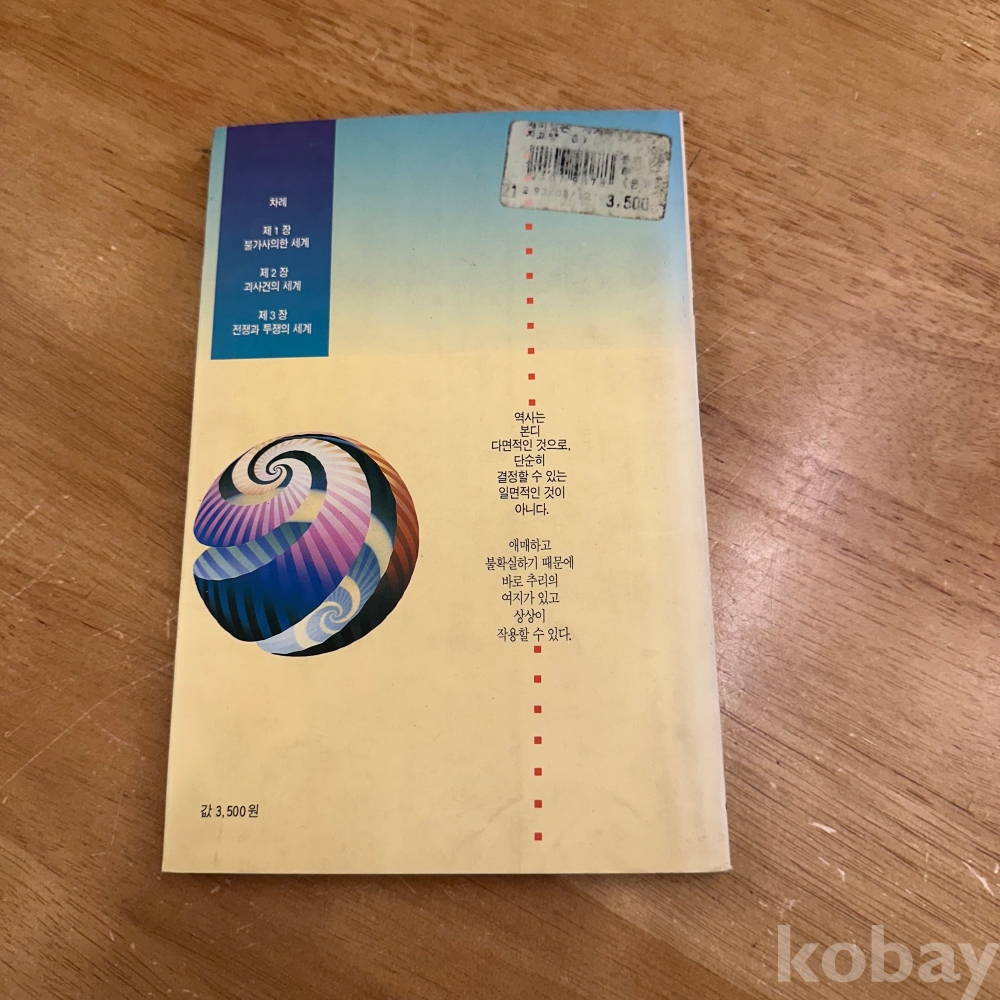 차례
제 1 장
불가사의한 세계
제 2 장
괴사건의 세계
제 3 장
전쟁과 투쟁의 세계
3,500
역사는
본디
다면적인 것으로,
단순히
결정할 수 있는
일면적인 것이
아니다.
애매하고
불확실하기 때문에
바로 추리의
여지가 있고
상상이
작용할 수 있다.
값 3,500원
kobay